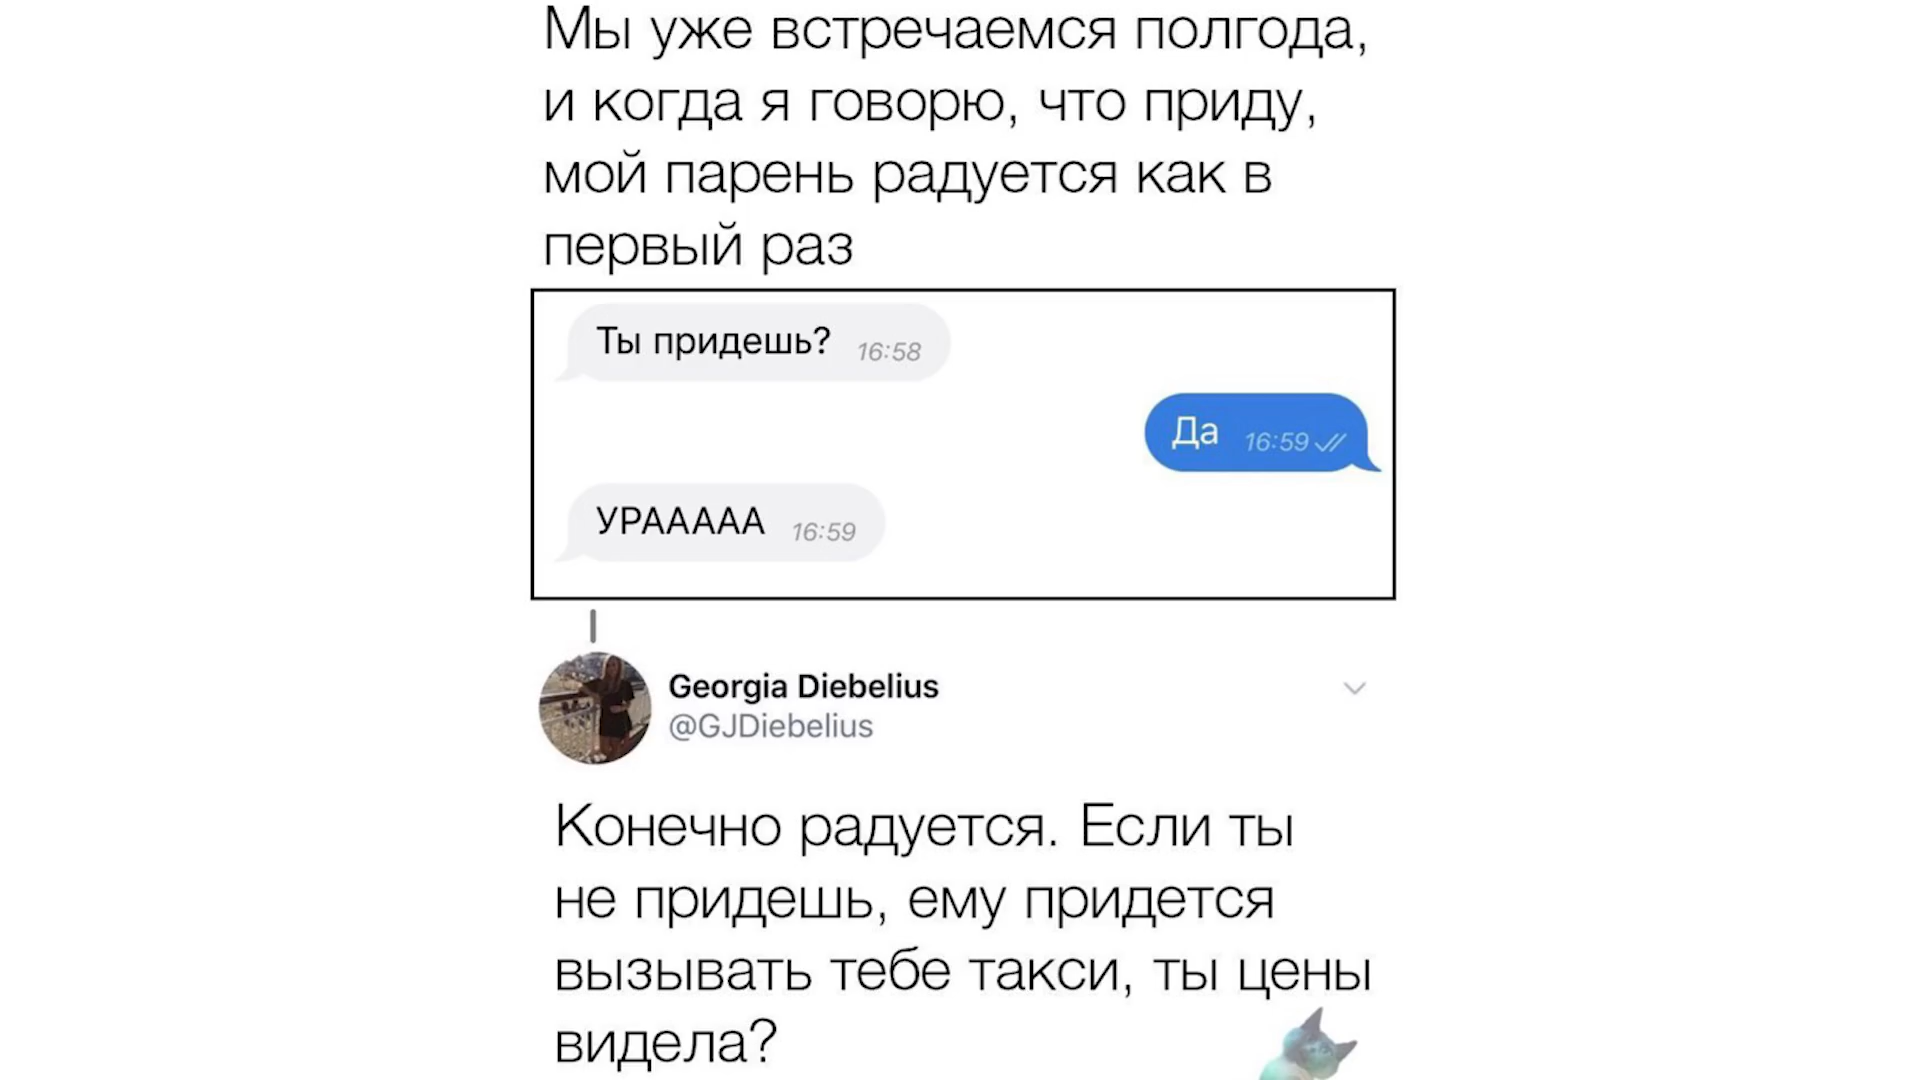 Мы уже встречаемся полгода,
и когда я говорю, что приду,
мой парень радуется как в
первый раз
Ты придешь? 16:58
Да 16:59
УРААААА 16:59
Georgia Diebelius
@GJDiebelius
Конечно радуется. Если ты
не придешь, ему придется
вызывать тебе такси, ты цены
видела?